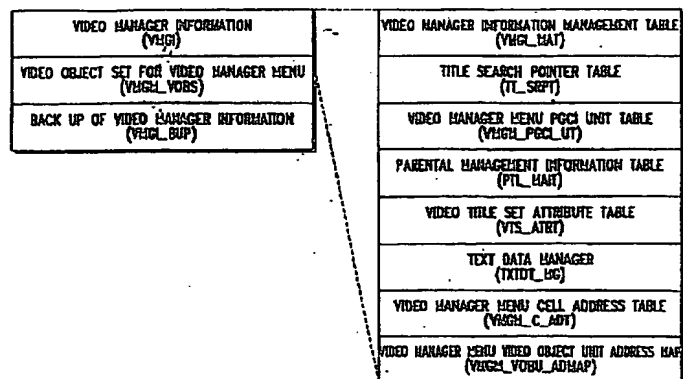 VIDEO MANAGER INFORMATION
(VMGI)
VIDEO OBJECT SET FOR VIDEO MANAGER MENU
(VMGM_VOBS)
BACK UP OF VIDEO MANAGER INFORMATION
(VMGI_BUP)
VIDEO MANAGER INFORMATION MANAGEMENT TABLE
(VMGI_MAT)
TITLE SEARCH POINTER TABLE
(TT_SRPT)
VIDEO MANAGER MENU PGCI UNIT TABLE
(VMGM_PGCI_UT)
PARENTAL MANAGEMENT INFORMATION TABLE
(PTL_MAIT)
VIDEO TITLE SET ATTRIBUTE TABLE
(VTS_ATRT)
TEXT DATA MANAGER
(TXTDT_MG)
VIDEO MANAGER MENU CELL ADDRESS TABLE
(VMGM_C_ADT)
VIDEO MANAGER MENU VIDEO OBJECT UNIT ADDRESS MAP
(VMGM_VOBU_ADMAP)